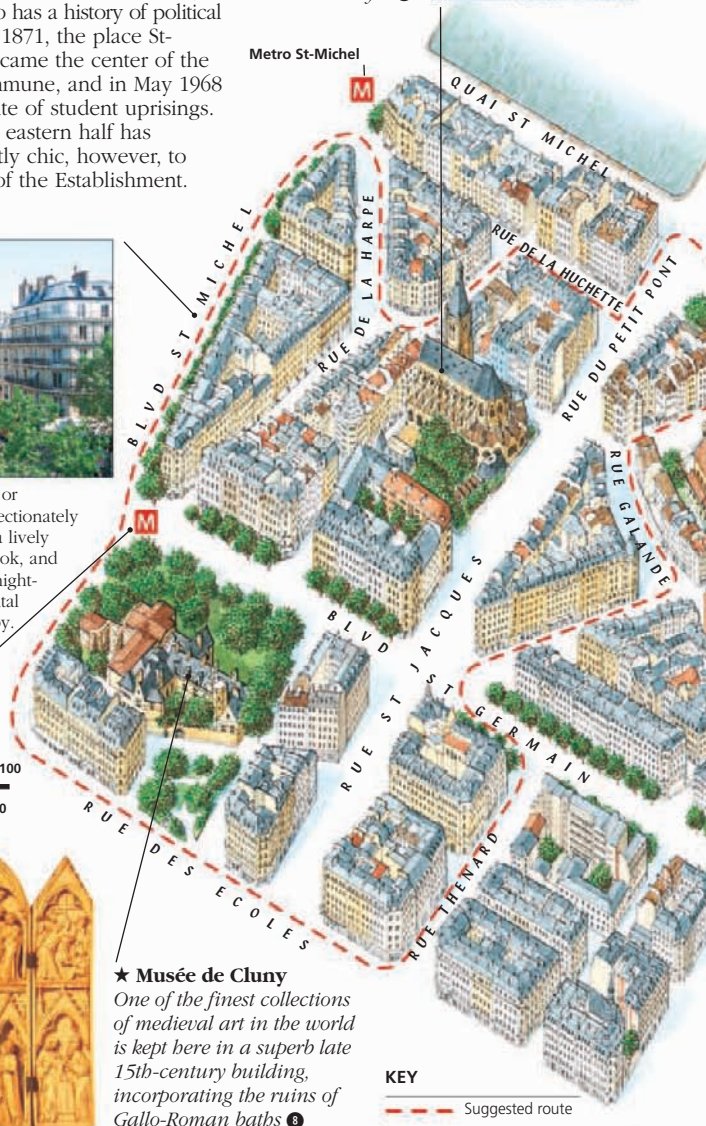 o has a history of political
1871, the place St-
came the center of the
mmune, and in May 1968
ite of student uprisings.
eastern half has
tly chic, however, to
of the Establishment.
Metro St-Michel
M
QUAI ST MICHEL
BLVD ST MICHEL
RUE DE LA HARPE
RUE DE LA HUCHETTE
RUE DU PETIT PONT
RUE GALANDE
or
ectionately
a lively
ok, and
night-
ital
by.
M
BLVD ST GERMAIN
RUE ST JACQUES
100
0
RUE DES ECOLES
RUE THENARD
★ Musée de Cluny
One of the finest collections
of medieval art in the world
is kept here in a superb late
15th-century building,
incorporating the ruins of
Gallo-Roman baths 8
KEY
Suggested route